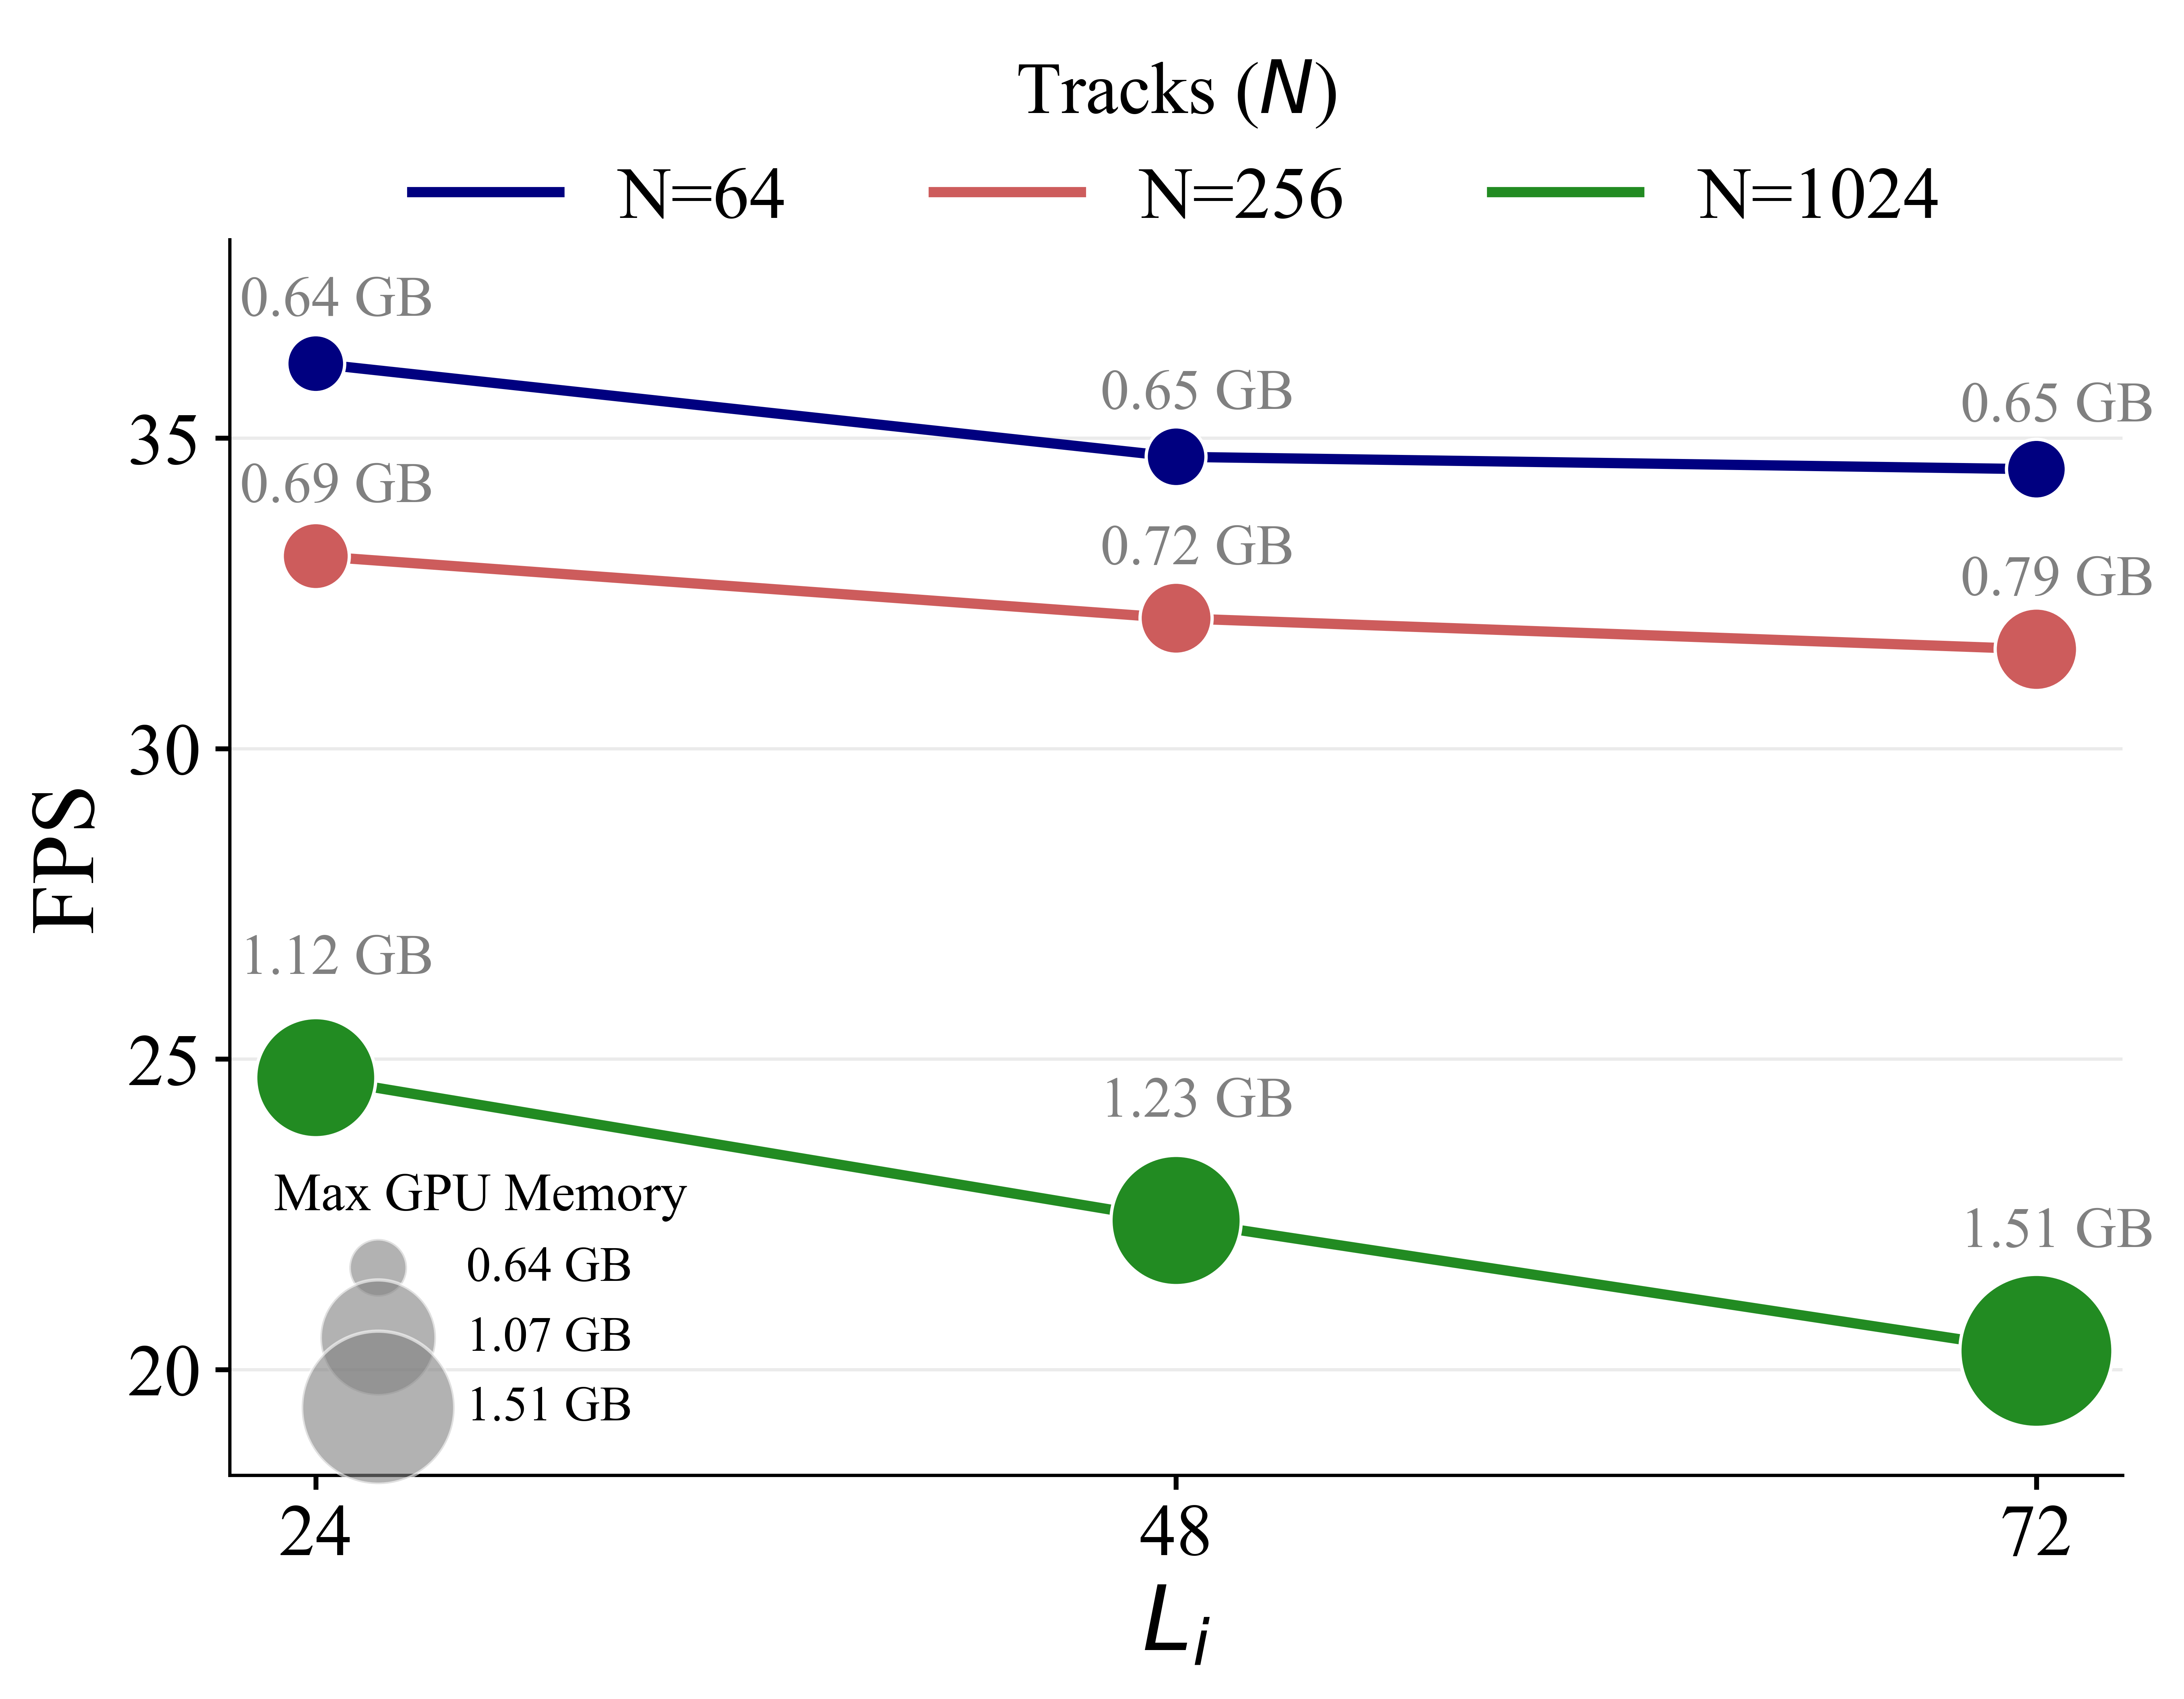 Tracks (N)
N=64 N=256 N=1024
0.64 GB
0.65 GB
0.65 GB
35
0.69 GB
0.72 GB
0.79 GB
30
FPS
1.12 GB
25
1.23 GB
Max GPU Memory
1.51 GB
0.64 GB
1.07 GB
20
1.51 GB
24 48 72
L_i